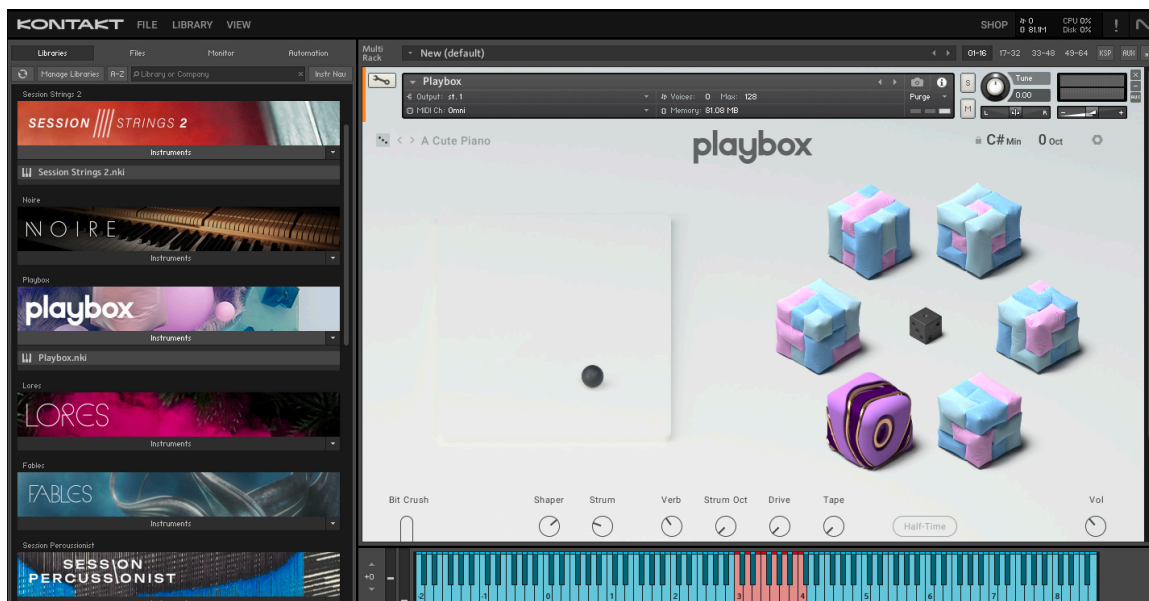 KONTAKT FILE LIBRARY VIEW SHOP 0 81.1M CPU 0% Disk 0% !
Libraries Files Monitor Automation
Multi Rack New (default) 01-16 17-32 33-48 49-64 KSP AUX
Manage Libraries A-Z Library or Company × Instr Nav
Session Strings 2
SESSION STRINGS 2
Instruments
Session Strings 2.nki
Noire
NOIRE
Instruments
Playbox
playbox
Instruments
Playbox.nki
Lores
LORES
Instruments
Fables
FABLES
Instruments
Session Percussionist
SESSION
PERCUSSIONIST
Playbox
Output: st. 1 Voices: 0 Max: 128 Purge
MIDI Ch: Omni Memory: 81.08 MB
S M Tune 0.00 L R - + AUX
A Cute Piano playbox C# Min 0 Oct
Bit Crush Shaper Strum Verb Strum Oct Drive Tape Half-Time Vol
+0 -2 -1 0 1 2 3 4 5 6 7 8